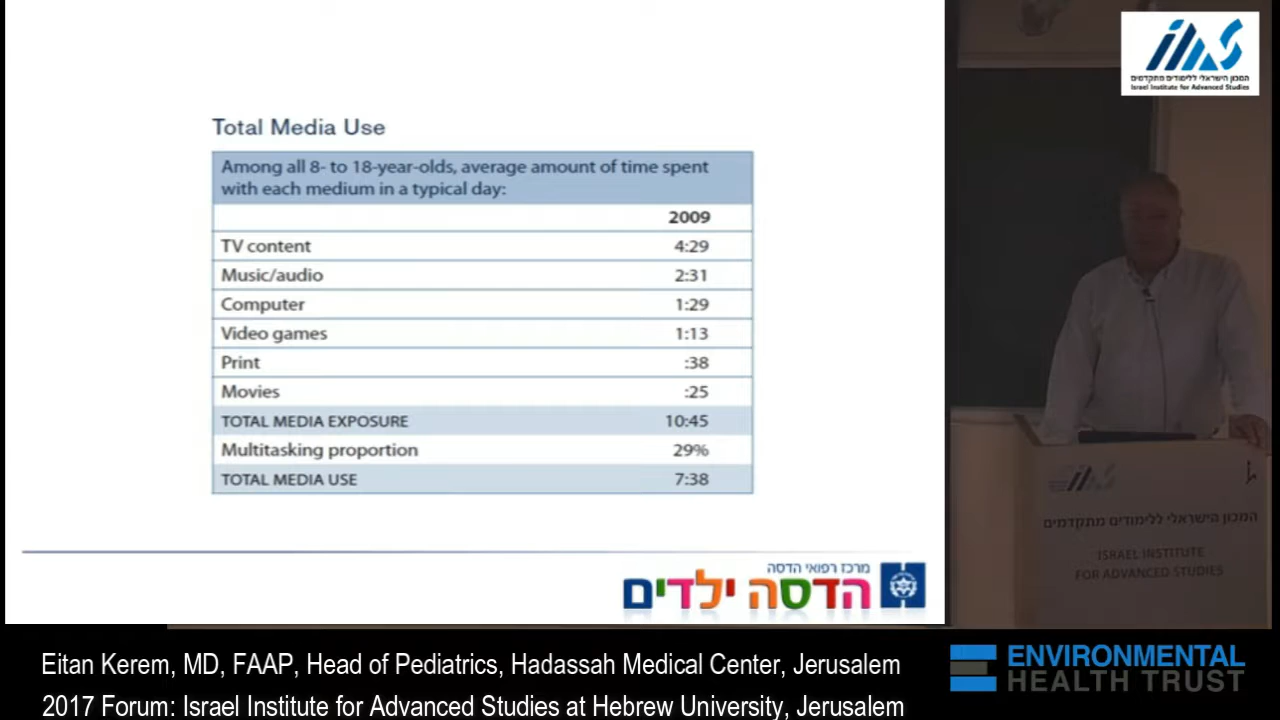 המכון הישראלי ללימודים מתקדמים
Israel Institute for Advanced Studies
Total Media Use
Among all 8- to 18-year-olds, average amount of time spent
with each medium in a typical day:
2009
TV content 4:29
Music/audio 2:31
Computer 1:29
Video games 1:13
Print :38
Movies :25
TOTAL MEDIA EXPOSURE 10:45
Multitasking proportion 29%
TOTAL MEDIA USE 7:38
מרכז רפואי הדסה
הדסה ילדים
המכון הישראלי ללימודים מתקדמים
ISRAEL INSTITUTE
FOR ADVANCED STUDIES
Eitan Kerem, MD, FAAP, Head of Pediatrics, Hadassah Medical Center, Jerusalem
2017 Forum: Israel Institute for Advanced Studies at Hebrew University, Jerusalem
ENVIRONMENTAL
HEALTH TRUST